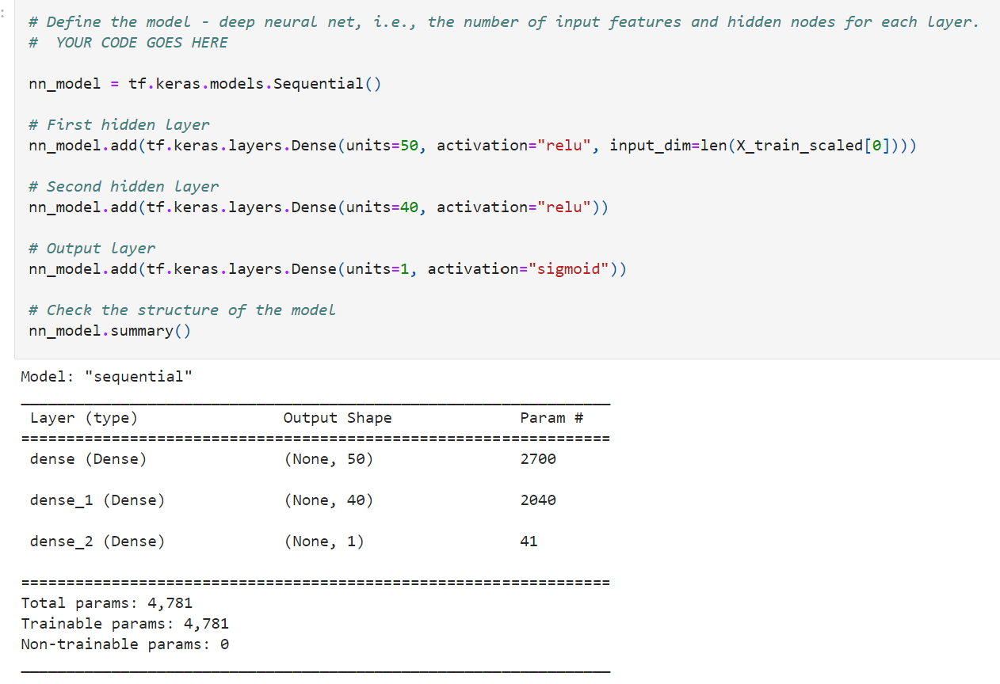 :
# Define the model - deep neural net, i.e., the number of input features and hidden nodes for each layer.
#  YOUR CODE GOES HERE
nn_model = tf.keras.models.Sequential()
# First hidden layer
nn_model.add(tf.keras.layers.Dense(units=50, activation="relu", input_dim=len(X_train_scaled[0])))
# Second hidden layer
nn_model.add(tf.keras.layers.Dense(units=40, activation="relu"))
# Output layer
nn_model.add(tf.keras.layers.Dense(units=1, activation="sigmoid"))
# Check the structure of the model
nn_model.summary()
Model: "sequential"
_________________________________________________________________
Layer (type)                Output Shape              Param #
=================================================================
dense (Dense)               (None, 50)                2700
dense_1 (Dense)             (None, 40)                2040
dense_2 (Dense)             (None, 1)                 41
=================================================================
Total params: 4,781
Trainable params: 4,781
Non-trainable params: 0
_________________________________________________________________